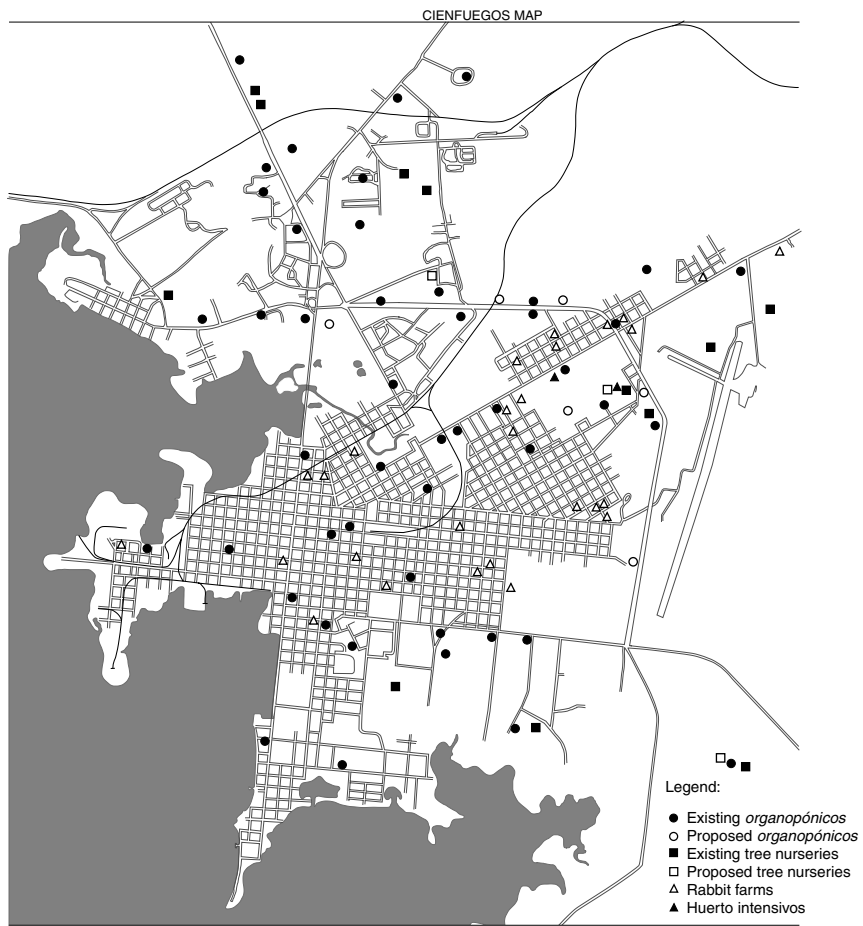 CIENFUEGOS MAP
Legend:
Existing organopónicos
Proposed organopónicos
Existing tree nurseries
Proposed tree nurseries
Rabbit farms
Huerto intensivos